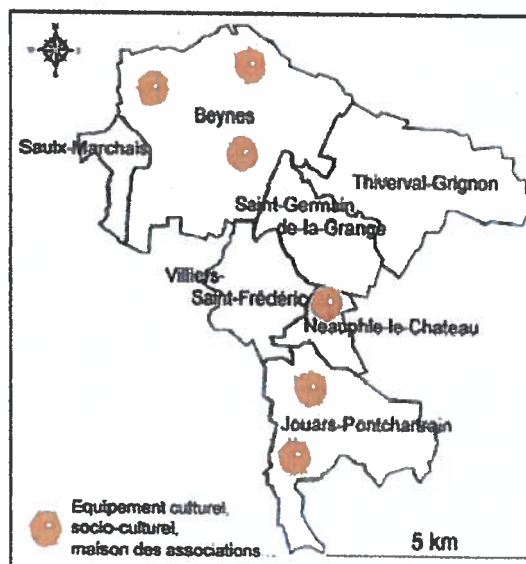 Beynes
Saulx-Marchais
Thiverval-Grignon
Saint-Germain
de-la-Grange
Villiers-
Saint-Frédéric
Neauphle-le-Chateau
Jouars-Pontchartrain
Equipement culturel,
socio-culturel,
maison des associations...
5 km